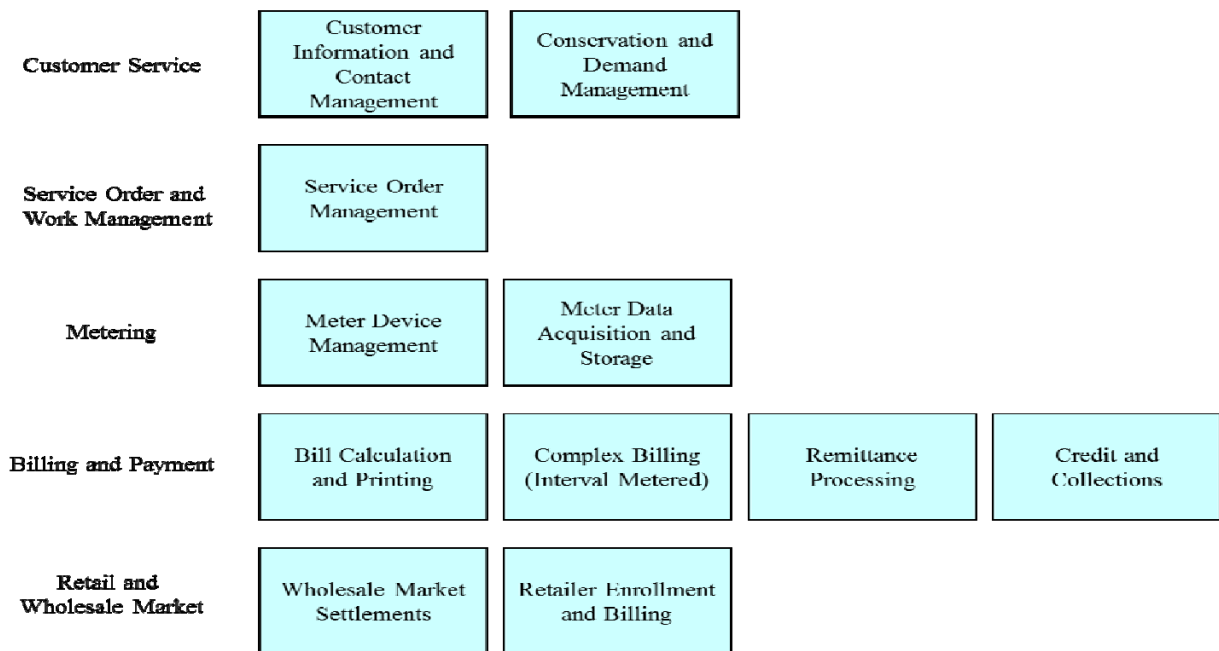 Customer Service
Customer
Information and
Contact
Management
Conservation and
Demand
Management
Service Order and
Work Management
Service Order
Management
Metering
Meter Device
Management
Meter Data
Acquisition and
Storage
Billing and Payment
Bill Calculation
and Printing
Complex Billing
(Interval Metered)
Remittance
Processing
Credit and
Collections
Retail and
Wholesale Market
Wholesale Market
Settlements
Retailer Enrollment
and Billing